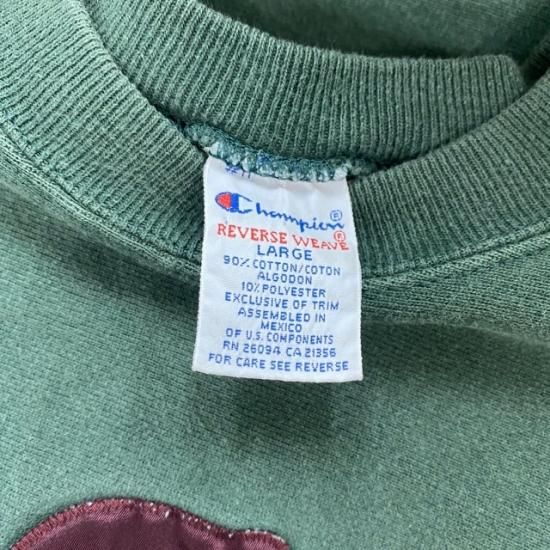 Champion®
REVERSE WEAVE®
LARGE
90% COTTON/COTON
ALGODON
10% POLYESTER
EXCLUSIVE OF TRIM
ASSEMBLED IN
MEXICO
OF U.S. COMPONENTS
RN 26094 CA 21356
FOR CARE SEE REVERSE